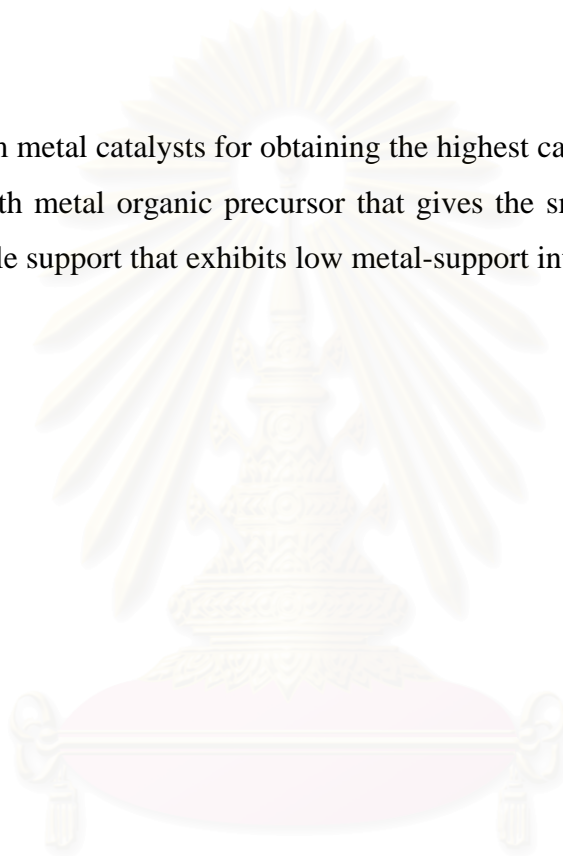 n metal catalysts for obtaining the highest ca
th metal organic precursor that gives the sm
le support that exhibits low metal-support int